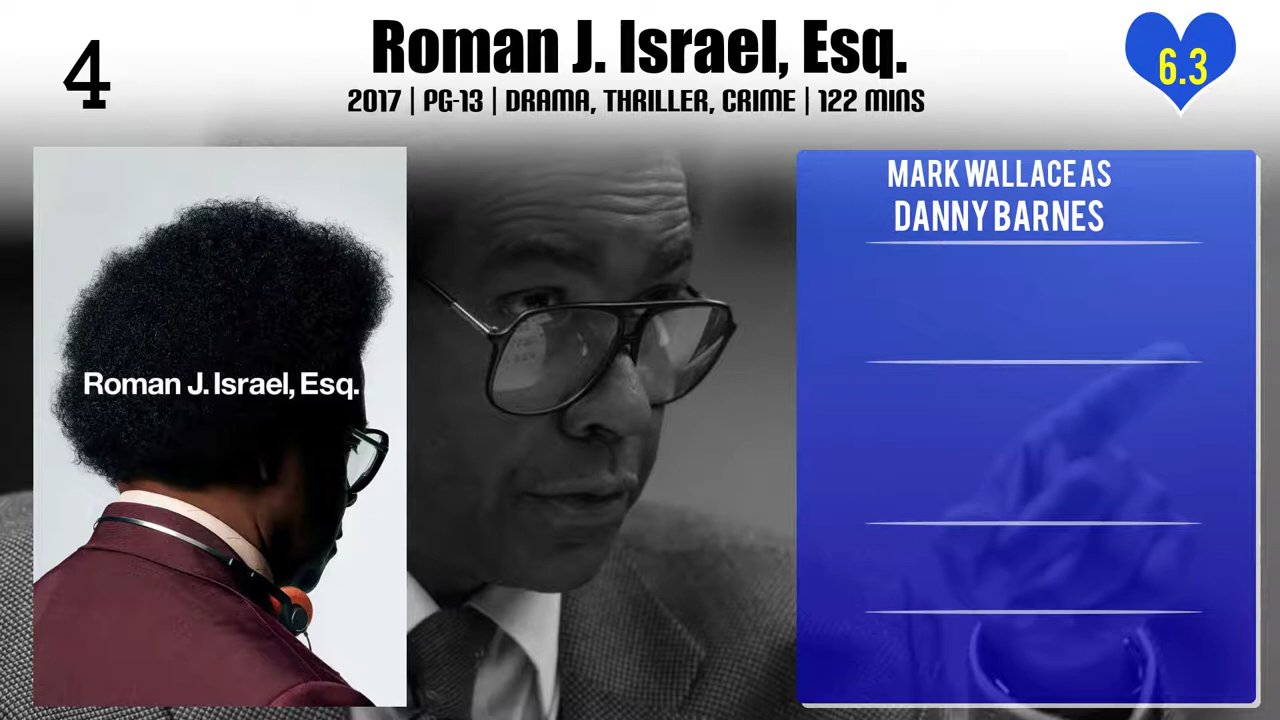 4
Roman J. Israel, Esq.
2017 | PG-13 | DRAMA, THRILLER, CRIME | 122 MINS
6.3
Roman J. Israel, Esq.
MARK WALLACE AS
DANNY BARNES